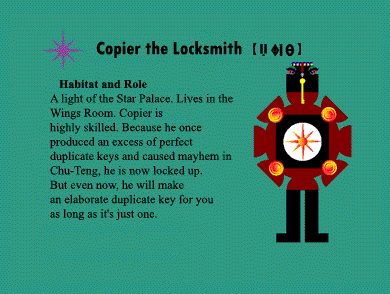 Copier the Locksmith
Habitat and Role
A light of the Star Palace. Lives in the
Wings Room. Copier is
highly skilled. Because he once
produced an excess of perfect
duplicate keys and caused mayhem in
Chu-Teng, he is now locked up.
But even now, he will make
an elaborate duplicate key for you
as long as it's just one.